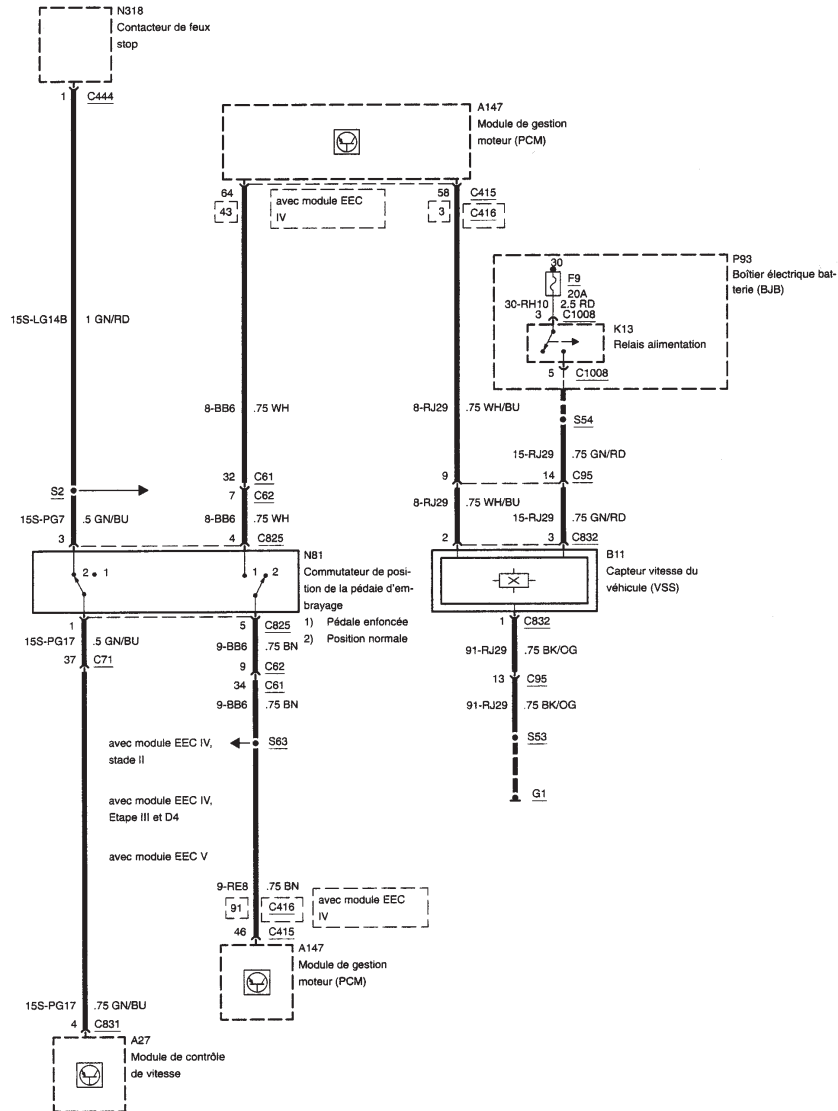 N318
Contacteur de feux
stop
1 C444
A147
Module de gestion
moteur (PCM)
64
58 C415
43
avec module EEC
IV
3 C416
P93
Boîtier électrique bat-
terie (BJB)
30
F9
20A
30-RH10 2.5 RD
3 C1008
K13
Relais alimentation
5 C1008
15S-LG14B 1 GN/RD
8-BB6 .75 WH
8-RJ29 .75 WH/BU
S54
15-RJ29 .75 GN/RD
32 C61
9
14 C95
S2
7 C62
15S-PG7 .5 GN/BU
8-BB6 .75 WH
8-RJ29 .75 WH/BU
15-RJ29 .75 GN/RD
3
4 C825
2
3 C832
N81
Commutateur de posi-
tion de la pédaie d'em-
brayage
1) Pédale enfoncée
2) Position normale
2 1
1 2
B11
Capteur vitesse du
véhicule (VSS)
1
5 C825
1 C832
15S-PG17 .5 GN/BU
9-BB6 .75 BN
91-RJ29 .75 BK/OG
37 C71
9 C62
34 C61
13 C95
9-BB6 .75 BN
91-RJ29 .75 BK/OG
avec module EEC IV,
stade II
S63
S53
avec module EEC IV,
Etape III et D4
G1
avec module EEC V
9-RE8 .75 BN
91 C416
avec module EEC
IV
46 C415
A147
Module de gestion
moteur (PCM)
15S-PG17 .75 GN/BU
4 C831
A27
Module de contrôle
de vitesse